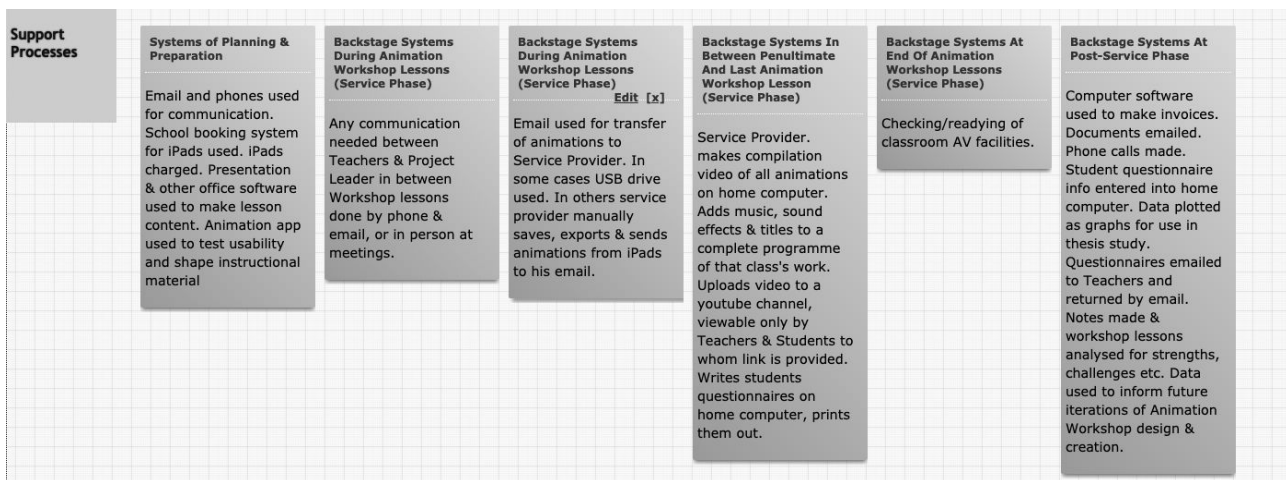 Support
Processes
Systems of Planning &
Preparation
Email and phones used
for communication.
School booking system
for iPads used. iPads
charged. Presentation
& other office software
used to make lesson
content. Animation app
used to test usability
and shape instructional
material
Backstage Systems
During Animation
Workshop Lessons
(Service Phase)
Any communication
needed between
Teachers & Project
Leader in between
Workshop lessons
done by phone &
email, or in person at
meetings.
Backstage Systems
During Animation
Workshop Lessons
(Service Phase)
Edit [x]
Email used for transfer
of animations to
Service Provider. In
some cases USB drive
used. In others service
provider manually
saves, exports & sends
animations from iPads
to his email.
Backstage Systems In
Between Penultimate
And Last Animation
Workshop Lesson
(Service Phase)
Service Provider.
makes compilation
video of all animations
on home computer.
Adds music, sound
effects & titles to a
complete programme
of that class's work.
Uploads video to a
youtube channel,
viewable only by
Teachers & Students to
whom link is provided.
Writes students
questionnaires on
home computer, prints
them out.
Backstage Systems At
End Of Animation
Workshop Lessons
(Service Phase)
Checking/readying of
classroom AV facilities.
Backstage Systems At
Post-Service Phase
Computer software
used to make invoices.
Documents emailed.
Phone calls made.
Student questionnaire
info entered into home
computer. Data plotted
as graphs for use in
thesis study.
Questionnaires emailed
to Teachers and
returned by email.
Notes made &
workshop lessons
analysed for strengths,
challenges etc. Data
used to inform future
iterations of Animation
Workshop design &
creation.